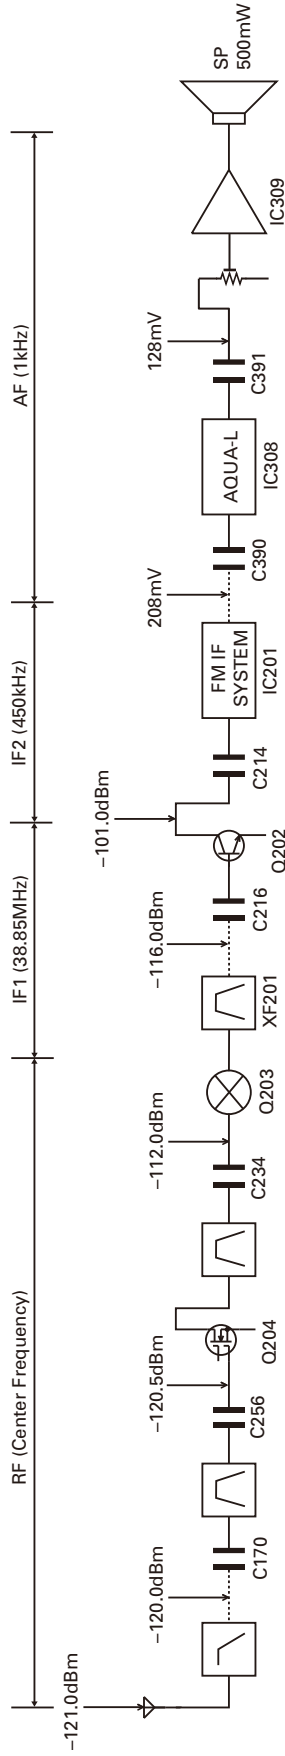 RF (Center Frequency)
IF1 (38.85MHz)
IF2 (450kHz)
AF (1kHz)
−121.0dBm
−120.0dBm
−120.5dBm
−112.0dBm
−116.0dBm
−101.0dBm
208mV
128mV
SP
500mW
FM IF
SYSTEM
AQUA-L
C170
C256
Q204
C234
Q203
XF201
C216
Q202
C214
IC201
C390
IC308
C391
IC309